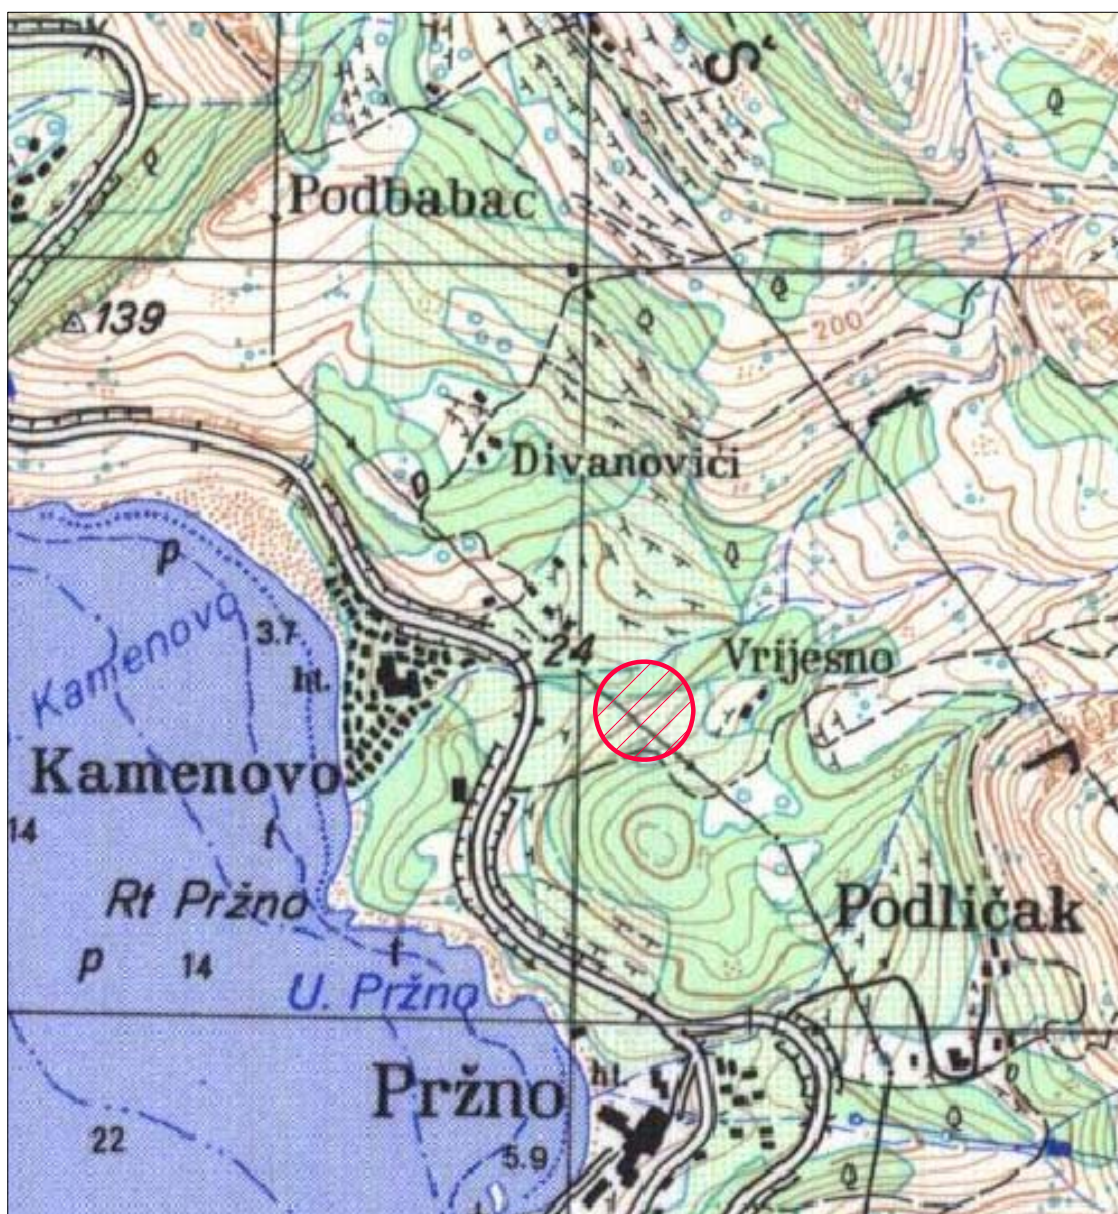 Š
Podbabac
139
200
Divanovići
24
Vrijesno
Kamenovo
3.7
ht.
p
Kamenovo
14
t
Rt Pržno
Podličak
p
14
t
U. Pržno
Pržno
ht.
22
5.9